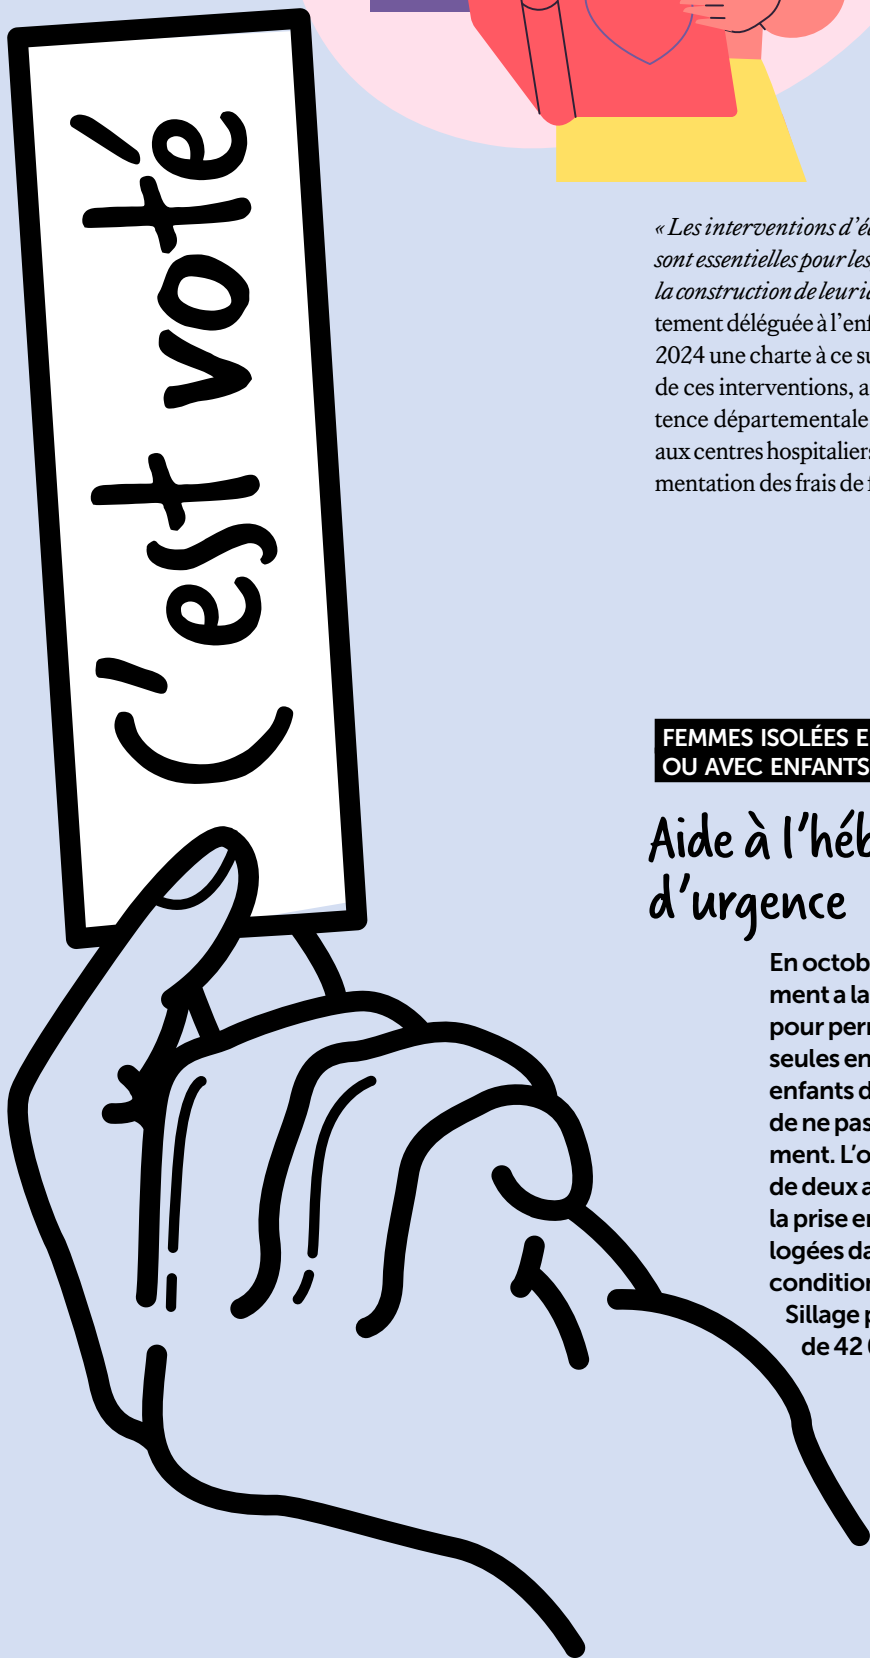 C'est voté
« Les interventions d'é
sont essentielles pour les
la construction de leur i
tement déléguée à l'enf
2024 une charte à ce su
de ces interventions, a
tence départementale
aux centres hospitaliers
mentation des frais de f
FEMMES ISOLÉES E
OU AVEC ENFANTS
Aide à l'héb
d'urgence
En octob
ment a la
pour perm
seules en
enfants d
de ne pas
ment. L'o
de deux a
la prise en
logées da
condition
Sillage p
de 42 0